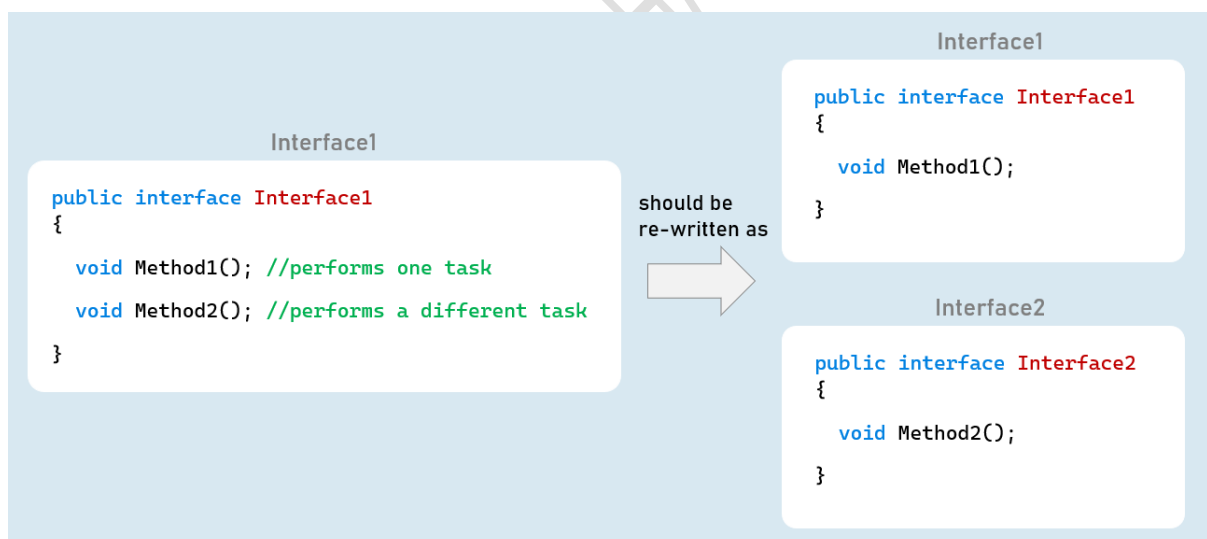 Interface1
public interface Interface1
{
void Method1(); //performs one task
void Method2(); //performs a different task
}
should be
re-written as
Interface1
public interface Interface1
{
void Method1();
}
Interface2
public interface Interface2
{
void Method2();
}